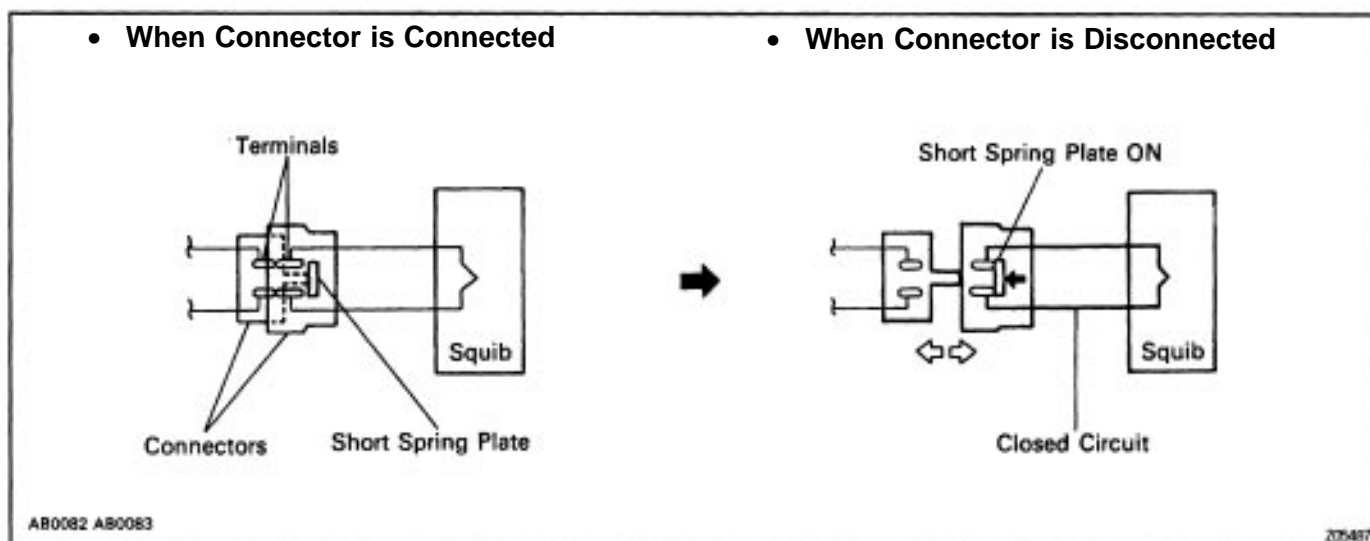 • When Connector is Connected
• When Connector is Disconnected
Terminals
Squib
Connectors
Short Spring Plate
Short Spring Plate ON
Squib
Closed Circuit
AB0082 AB0083